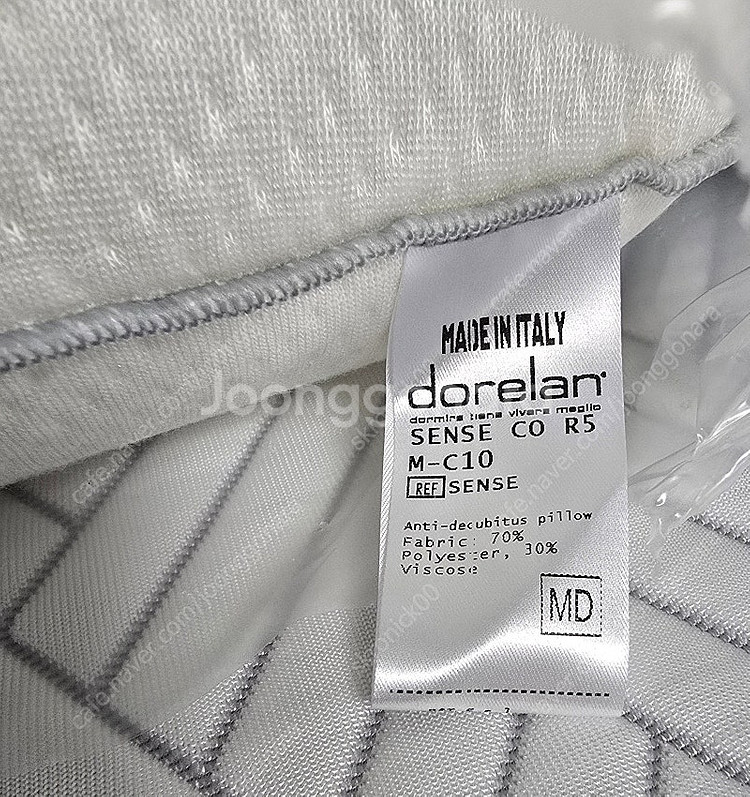 MADE IN ITALY
dorelan
dormire bene vivere meglio
SENSE CO R5
M-C10
REF SENSE
Anti-decubitus pillow
Fabric: 70%
Polyester, 30%
Viscose
MD
Joonggonara